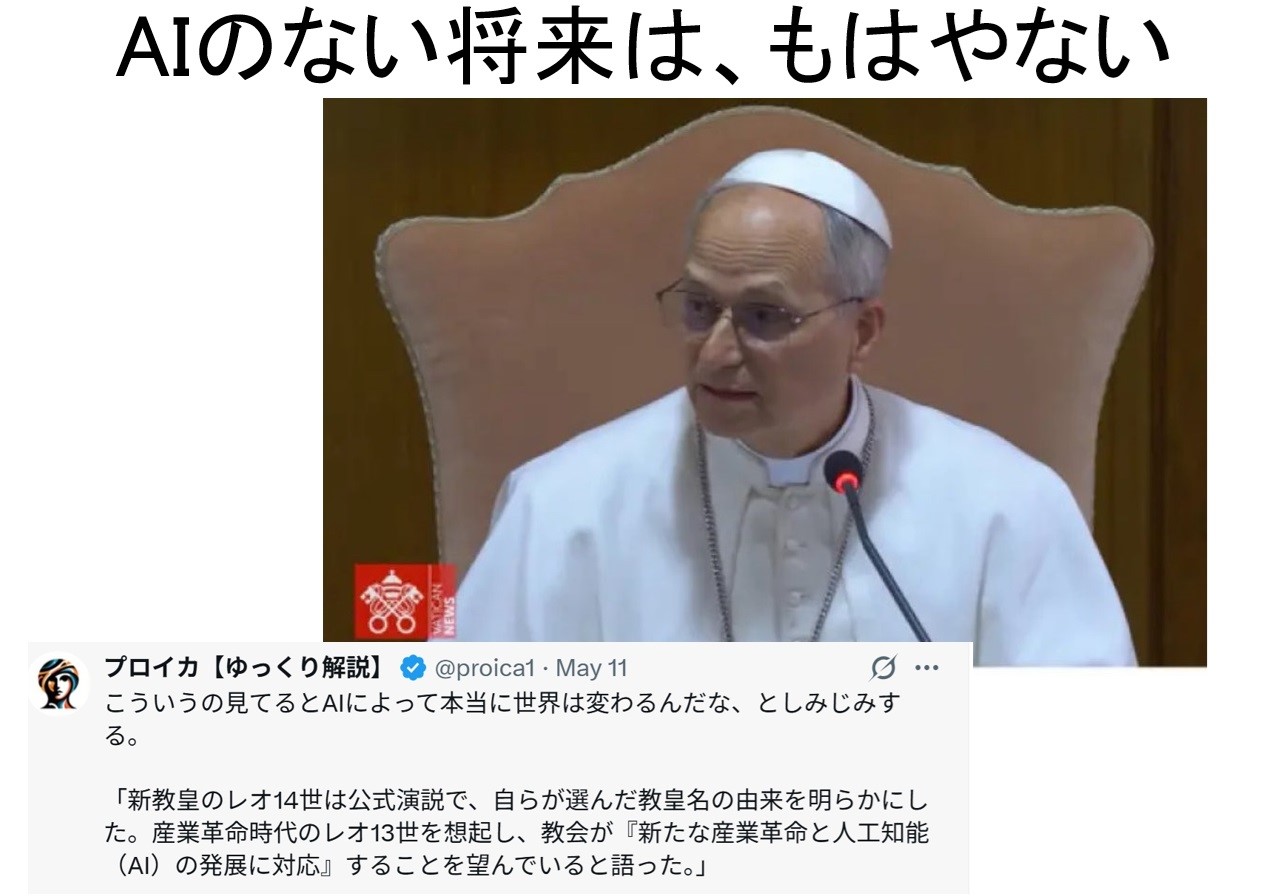 AIのない将来は、もはやない
VATICAN
NEWS
プロイカ【ゆっくり解説】 @proica1 · May 11
こういうの見てるとAIによって本当に世界は変わるんだな、としみじみす
る。
「新教皇のレオ14世は公式演説で、自らが選んだ教皇名の由来を明らかにし
た。産業革命時代のレオ13世を想起し、教会が『新たな産業革命と人工知能
（AI）の発展に対応』することを望んでいると語った。」